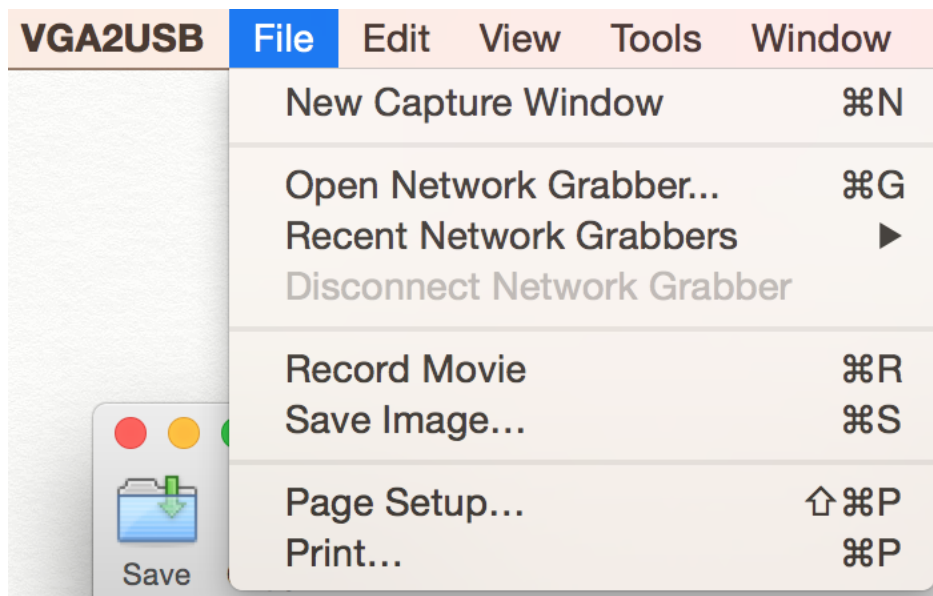 VGA2USB File Edit View Tools Window
New Capture Window ⌘N
Open Network Grabber... ⌘G
Recent Network Grabbers ▶
Disconnect Network Grabber
Record Movie ⌘R
Save Image... ⌘S
Page Setup... ⇧⌘P
Print... ⌘P
Save